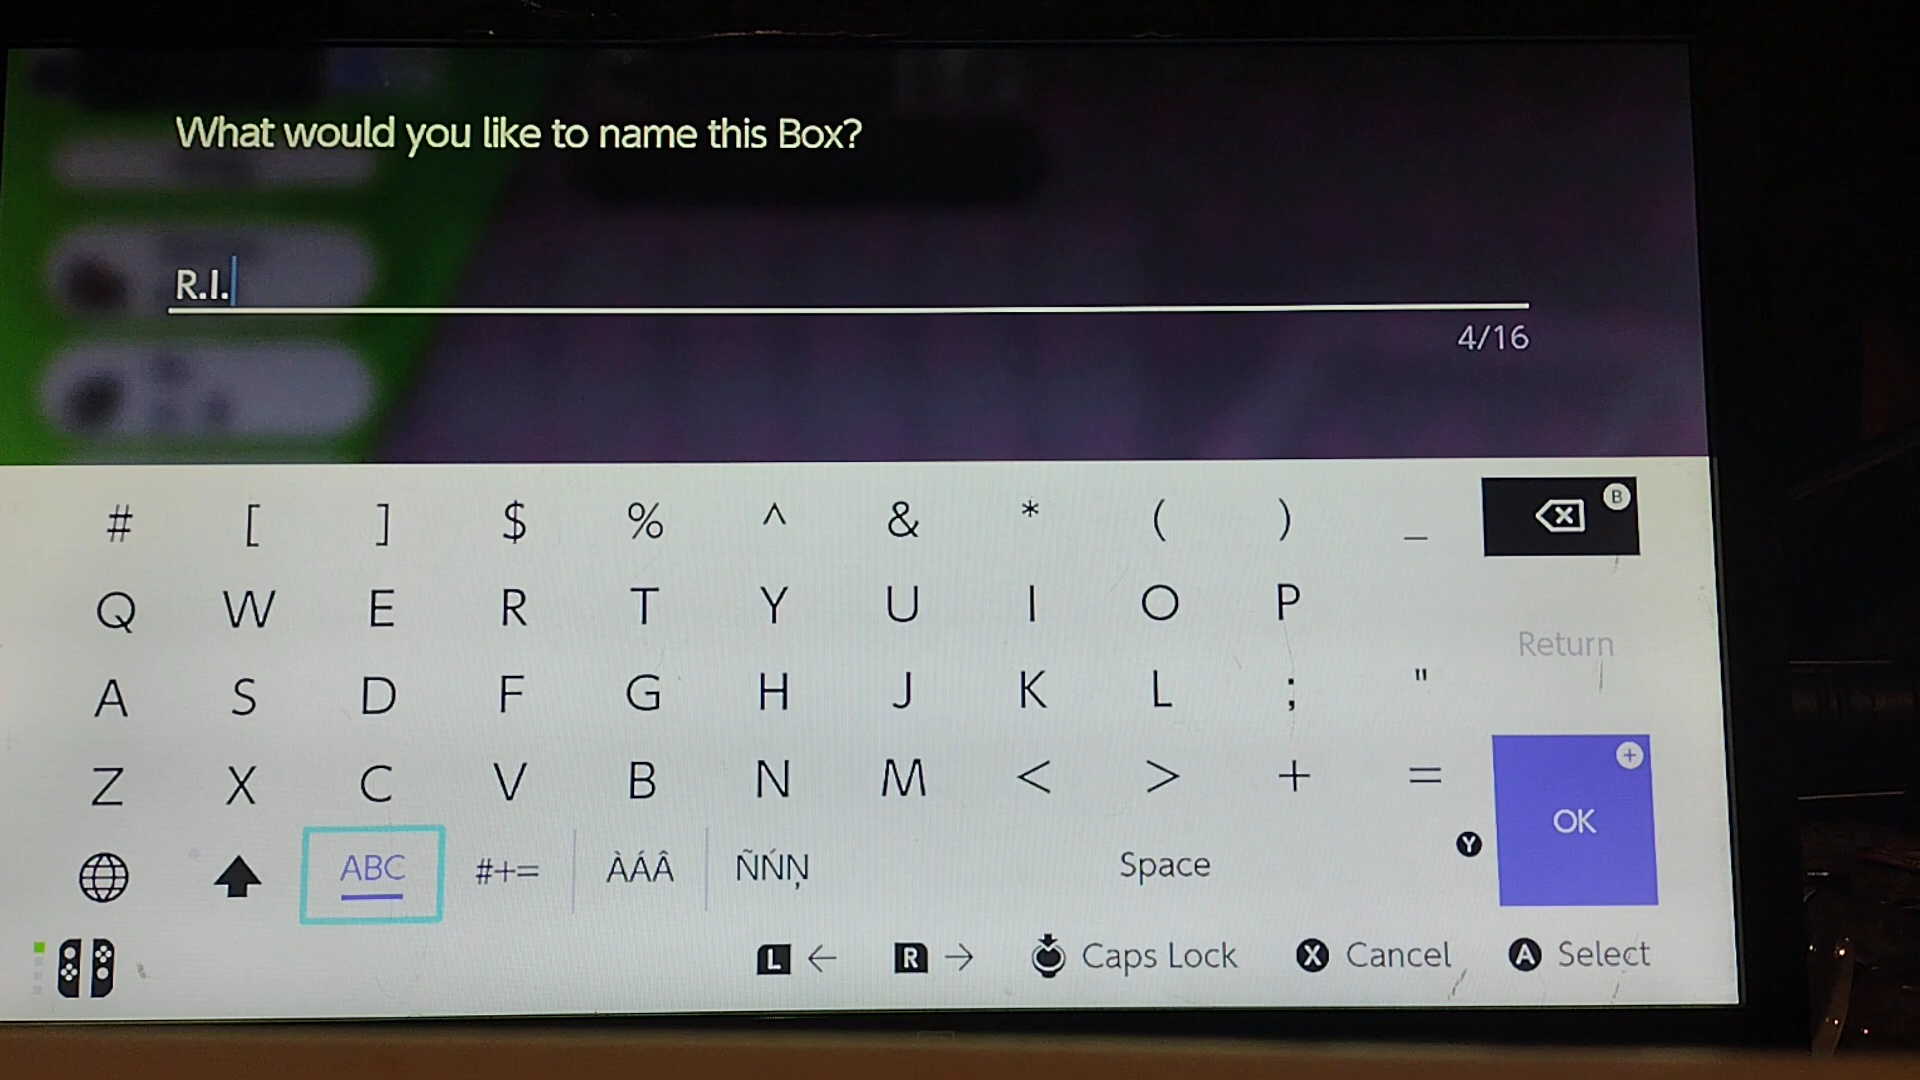 What would you like to name this Box?
R.I.
4/16
# [ ] $ % ^ & * ( ) _ B
Q W E R T Y U I O P
Return
A S D F G H J K L ; "
Z X C V B N M < > + = +
OK
ABC #+= ÀÁÂ ÑŃŅ Space Y
L ← R → Caps Lock X Cancel A Select